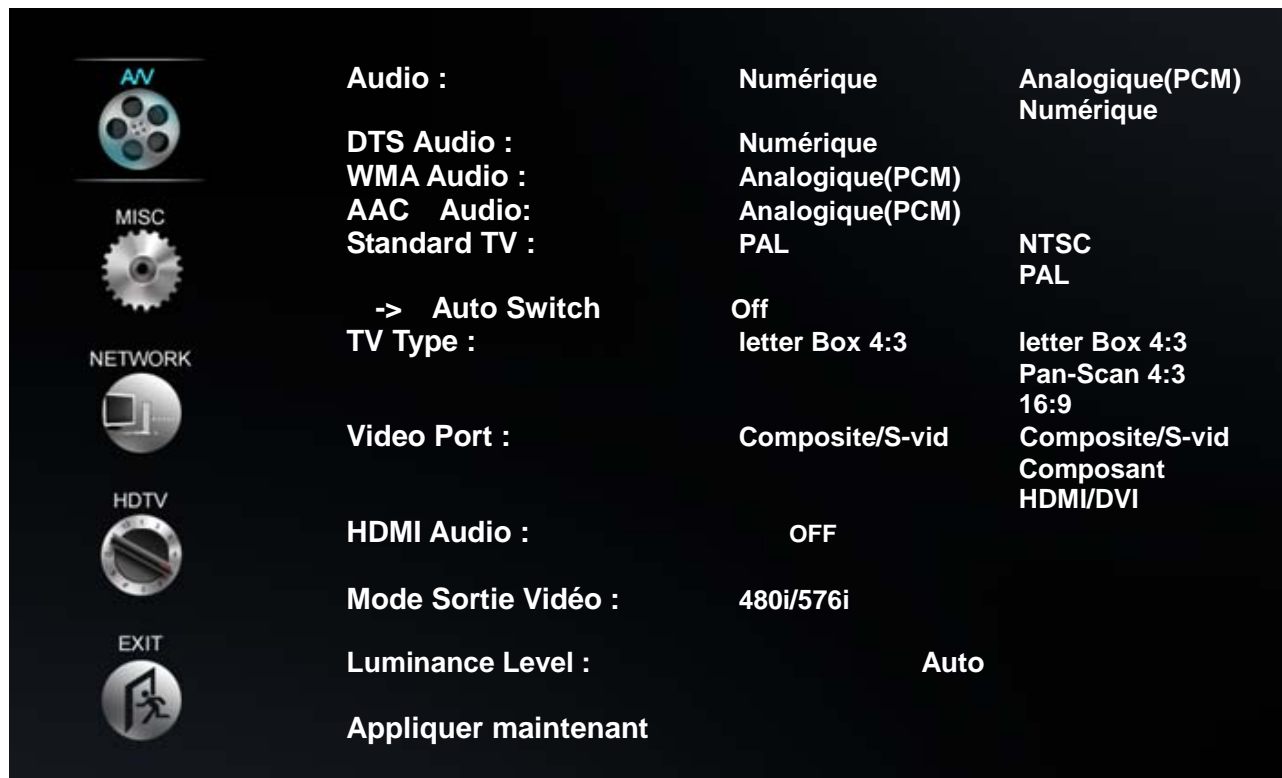 A/V
MISC
NETWORK
HDTV
EXIT
Audio : Numérique Analogique(PCM)
Numérique
DTS Audio : Numérique
WMA Audio : Analogique(PCM)
AAC Audio: Analogique(PCM)
Standard TV : PAL NTSC
PAL
-> Auto Switch Off
TV Type : letter Box 4:3 letter Box 4:3
Pan-Scan 4:3
16:9
Video Port : Composite/S-vid Composite/S-vid
Composant
HDMI/DVI
HDMI Audio : OFF
Mode Sortie Vidéo : 480i/576i
Luminance Level : Auto
Appliquer maintenant